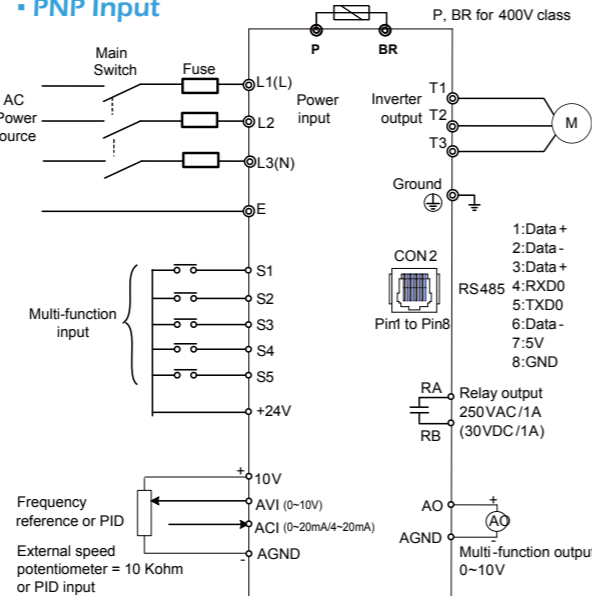 ▪ PNP Input
P, BR for 400V class
P
BR
Main
Switch
Fuse
L1(L)
L2
L3(N)
E
AC
Power
ource
Power
input
Inverter
output
T1
T2
T3
M
Ground
S1
S2
S3
S4
S5
+24V
Multi-function
input
CON2
Pin1 to Pin8
RS485
1:Data+
2:Data-
3:Data+
4:RXD0
5:TXD0
6:Data-
7:5V
8:GND
RA
RB
Relay output
250VAC/1A
(30VDC/1A)
+
10V
AVI (0~10V)
ACI (0~20mA/4~20mA)
-
AGND
Frequency
reference or PID
External speed
potentiometer = 10 Kohm
or PID input
AO
AGND
+
AO
-
Multi-function output
0~10V